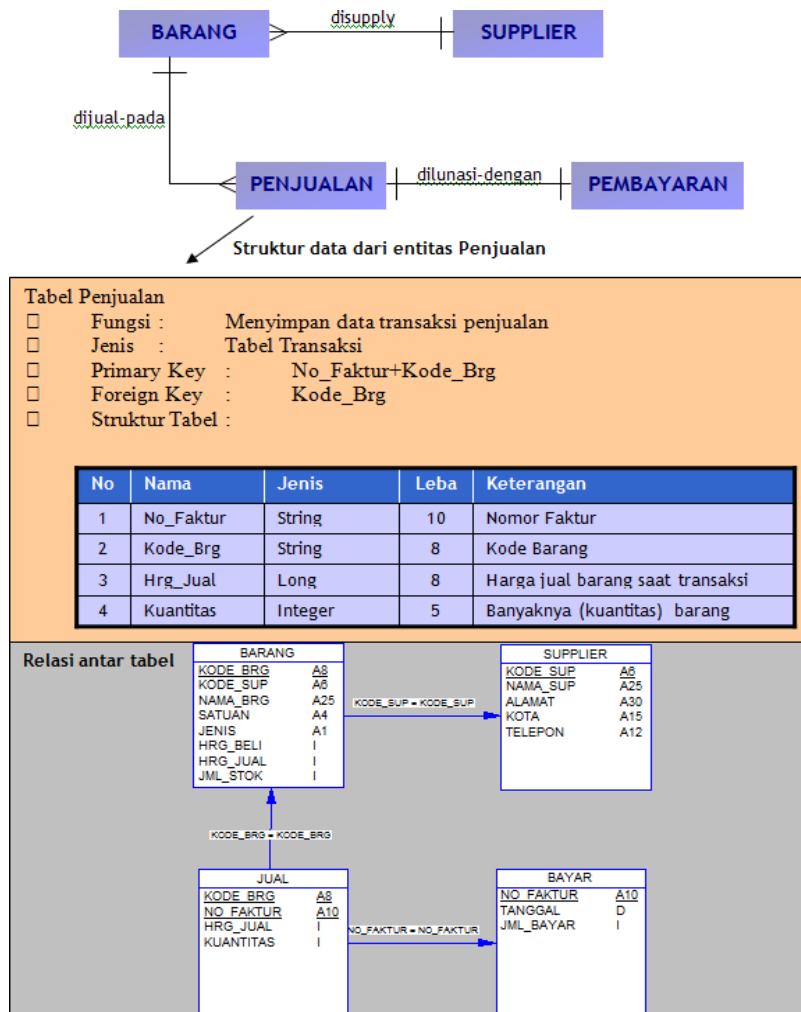 disupply
BARANG
SUPPLIER
dijual-pada
PENJUALAN
dilunasi-dengan
PEMBAYARAN
Struktur data dari entitas Penjualan
Tabel Penjualan
□ Fungsi : Menyimpan data transaksi penjualan
□ Jenis : Tabel Transaksi
□ Primary Key : No_Faktur+Kode_Brg
□ Foreign Key : Kode_Brg
□ Struktur Tabel :
No Nama Jenis Leba Keterangan
1 No_Faktur String 10 Nomor Faktur
2 Kode_Brg String 8 Kode Barang
3 Hrg_Jual Long 8 Harga jual barang saat transaksi
4 Kuantitas Integer 5 Banyaknya (kuantitas) barang
Relasi antar tabel
BARANG
KODE_BRG A8
KODE_SUP A6
NAMA_BRG A25
SATUAN A4
JENIS A1
HRG_BELI I
HRG_JUAL I
JML_STOK I
KODE_SUP = KODE_SUP
SUPPLIER
KODE_SUP A6
NAMA_SUP A25
ALAMAT A30
KOTA A15
TELEPON A12
KODE_BRG = KODE_BRG
JUAL
KODE_BRG A8
NO_FAKTUR A10
HRG_JUAL I
KUANTITAS I
NO_FAKTUR = NO_FAKTUR
BAYAR
NO_FAKTUR A10
TANGGAL D
JML_BAYAR I